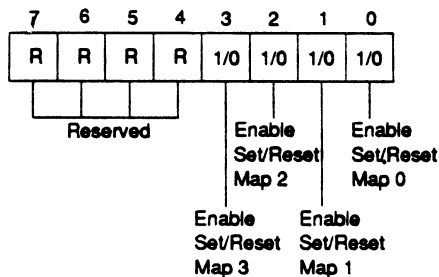 7 6 5 4 3 2 1 0
R R R R 1/0 1/0 1/0 1/0
Reserved
Enable
Set/Reset
Map 2
Enable
Set/Reset
Map 0
Enable
Set/Reset
Map 3
Enable
Set/Reset
Map 1